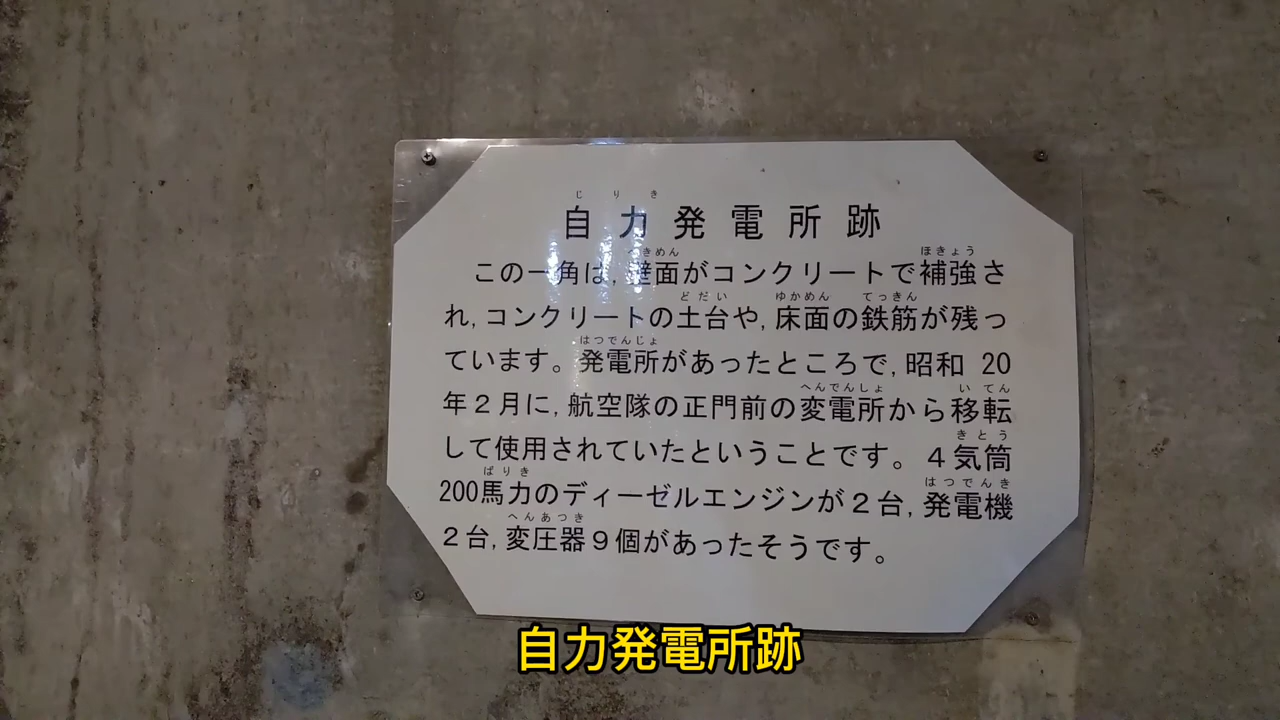 じりき
自力発電所跡
へきめん ほきょう
この一角は,壁面がコンクリートで補強さ
どだい ゆかめん てっきん
れ,コンクリートの土台や,床面の鉄筋が残っ
はつでんじょ
ています。発電所があったところで,昭和 20
へんでんしょ いてん
年2月に,航空隊の正門前の変電所から移転
きとう
して使用されていたということです。4気筒
ばりき はつでんき
200馬力のディーゼルエンジンが2台,発電機
へんあつき
2台,変圧器9個があったそうです。
自力発電所跡